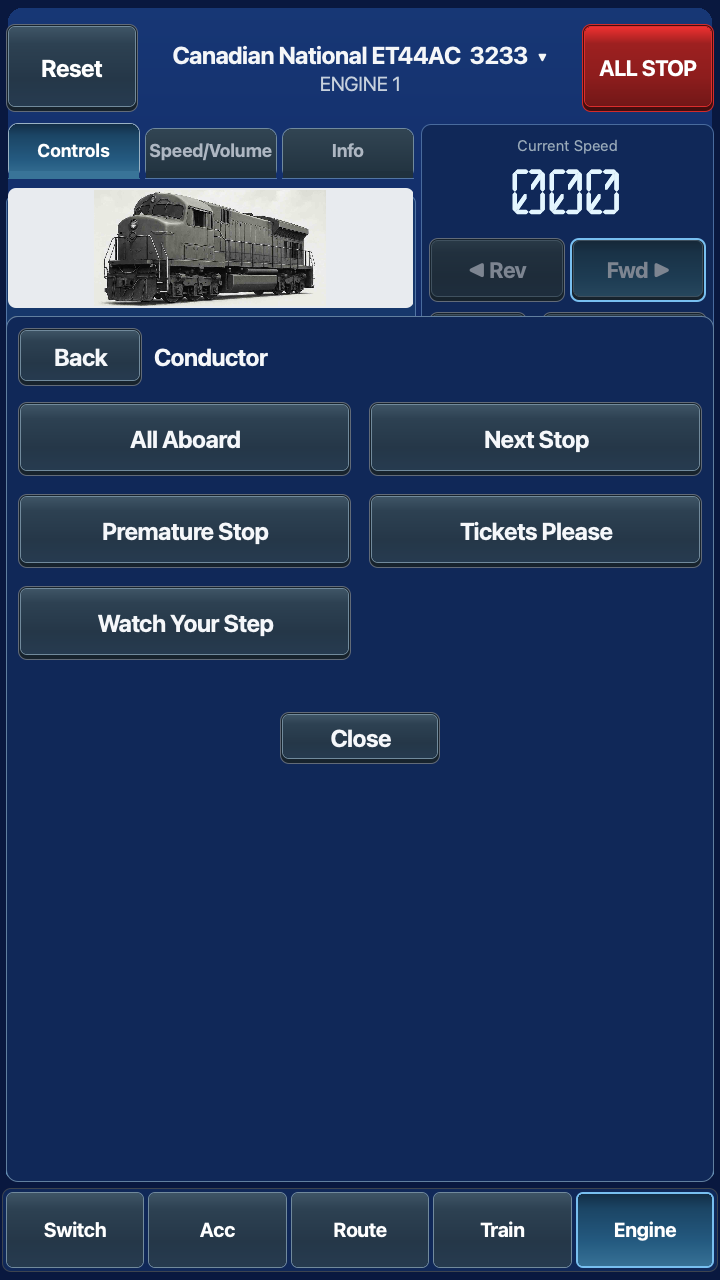 Reset
Canadian National ET44AC 3233 ▾
ENGINE 1
ALL STOP
Controls
Speed/Volume
Info
Current Speed
000
◀ Rev
Fwd ▶
Back
Conductor
All Aboard
Next Stop
Premature Stop
Tickets Please
Watch Your Step
Close
Switch
Acc
Route
Train
Engine